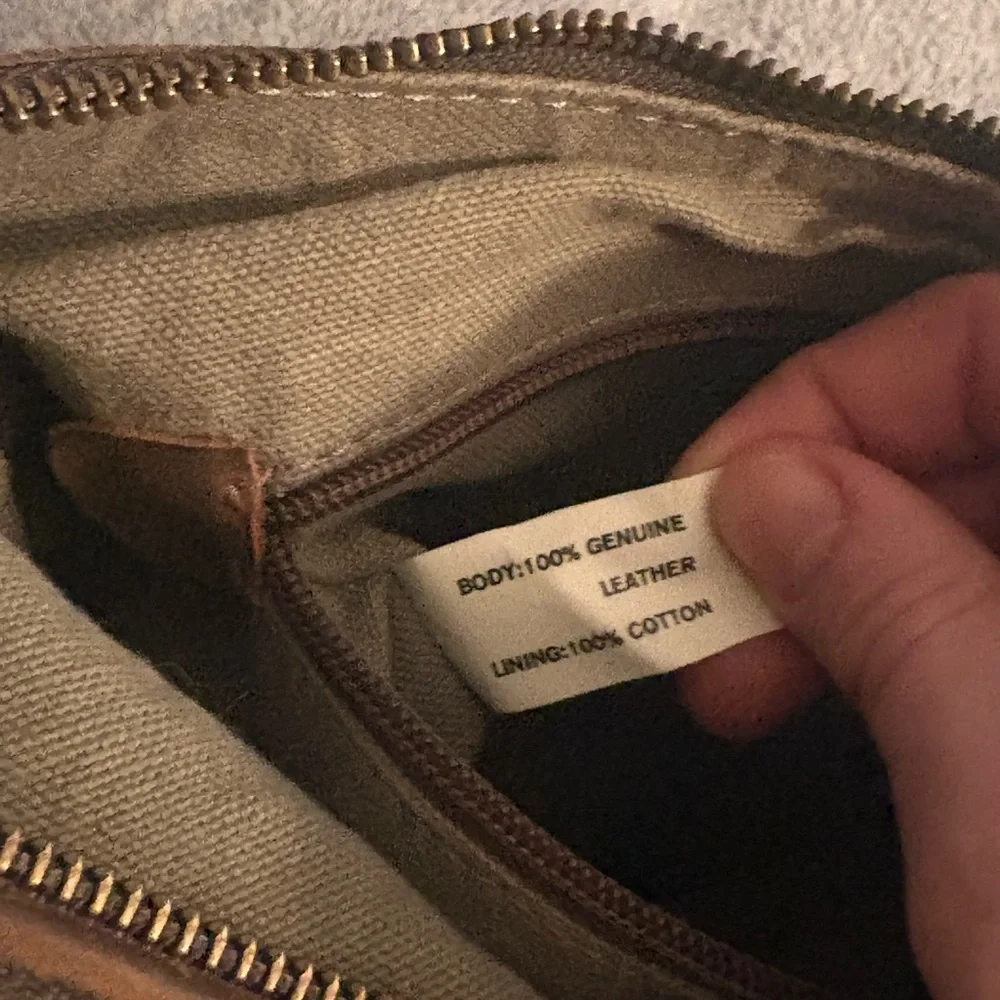 BODY:100% GENUINE
LEATHER
LINING:100% COTTON